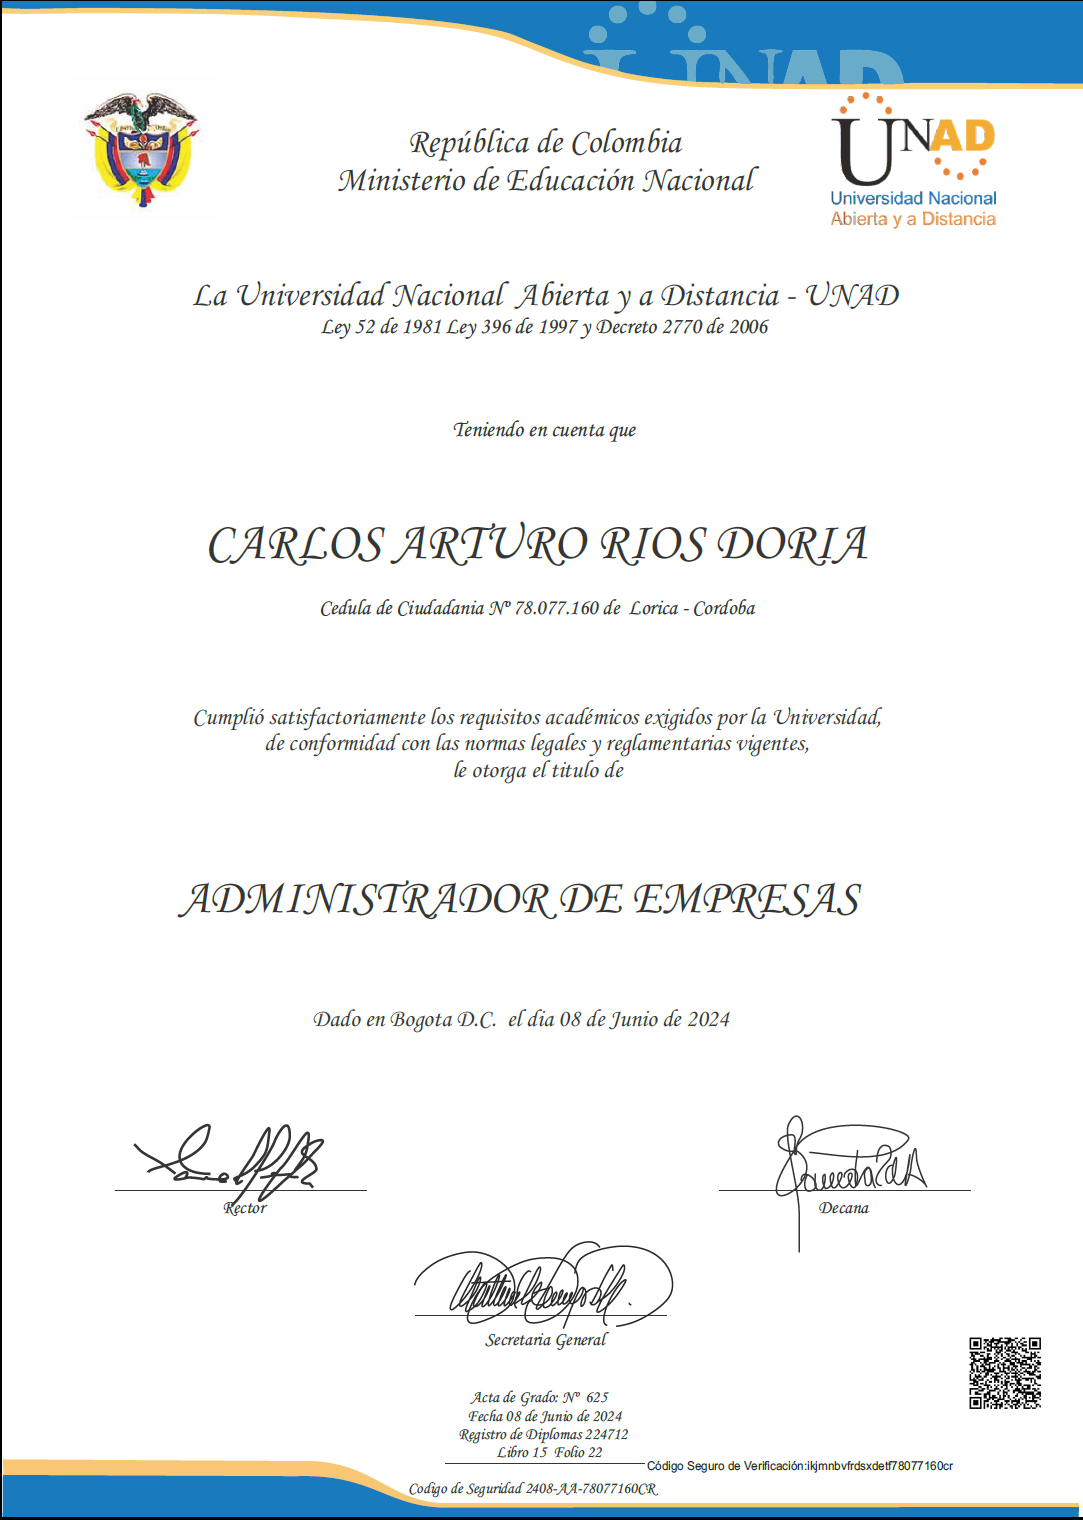 UNAD
República de Colombia
Ministerio de Educación Nacional
UNAD
Universidad Nacional
Abierta y a Distancia
La Universidad Nacional Abierta y a Distancia - UNAD
Ley 52 de 1981 Ley 396 de 1997 y Decreto 2770 de 2006
Teniendo en cuenta que
CARLOS ARTURO RIOS DORIA
Cedula de Ciudadania Nº 78.077.160 de Lorica - Cordoba
Cumplió satisfactoriamente los requisitos académicos exigidos por la Universidad,
de conformidad con las normas legales y reglamentarias vigentes,
le otorga el titulo de
ADMINISTRADOR DE EMPRESAS
Dado en Bogota D.C. el dia 08 de Junio de 2024
Rector
Decana
Secretaria General
Acta de Grado: Nº 625
Fecha 08 de Junio de 2024
Registro de Diplomas 224712
Libro 15 Folio 22
Código Seguro de Verificación:ikjmnbvfrdsxdetf78077160cr
Codigo de Seguridad 2408-AA-78077160CR